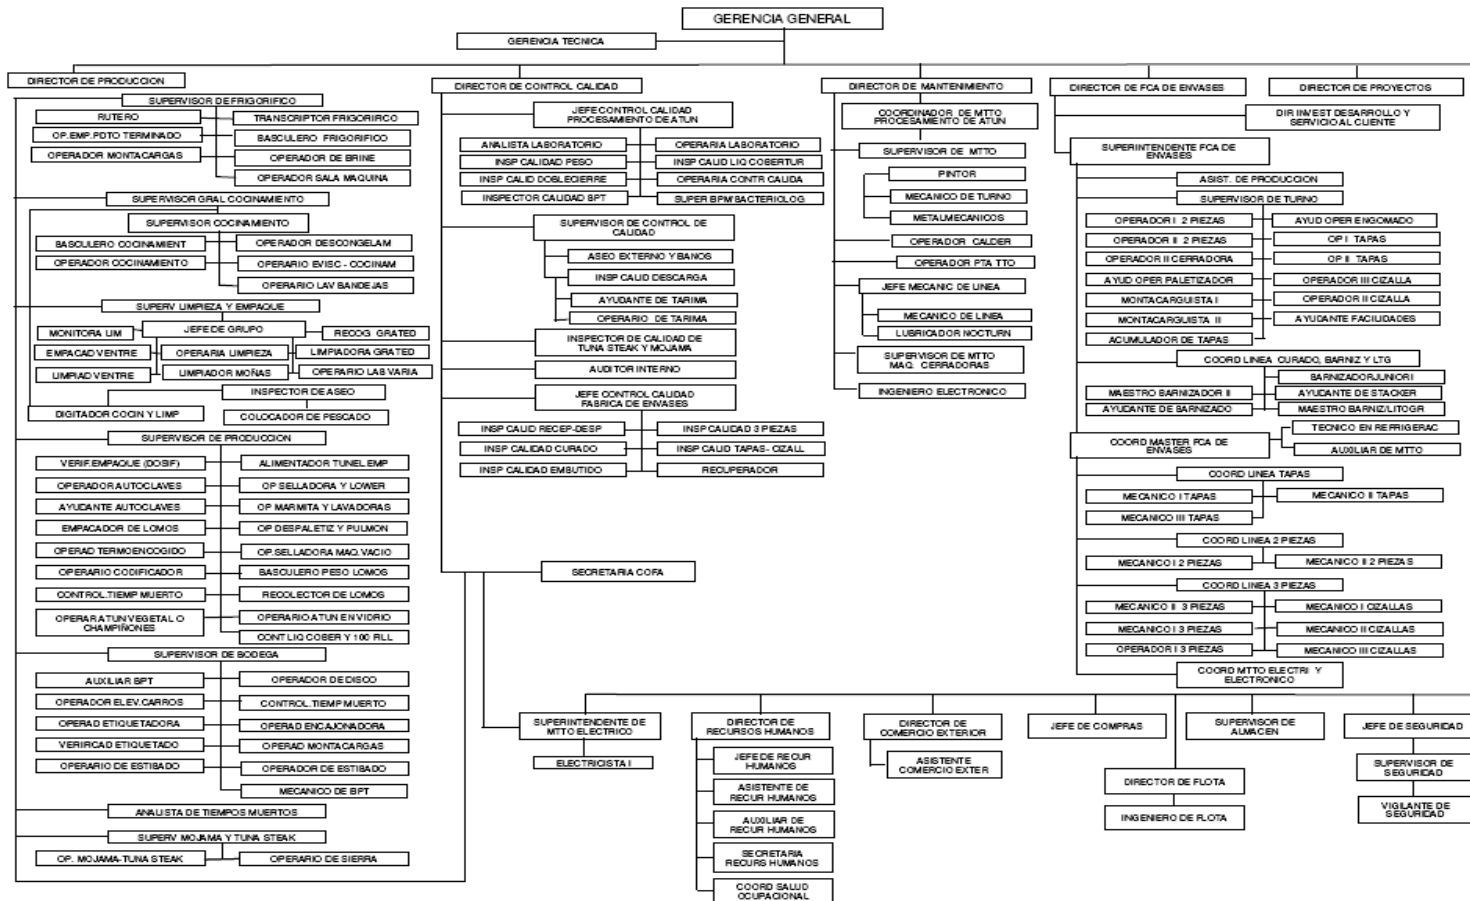 GERENCIA GENERAL
GERENCIA TECNICA
DIRECTOR DE PRODUCCION
SUPERVISOR DE FRIGORIFICO
RUTERO
TRANSCRIPTOR FRIGORIRCO
OP.EMP.PDTO TERMINADO
BASCULERO FRIGORIFICO
OPERADOR MONTACARGAS
OPERADOR DE BRINE
OPERADOR SALA MAQUINA
SUPERVISOR GRAL COCINAMIENTO
SUPERVISOR COCINAMIENTO
BASCULERO COCINAMIENT
OPERADOR DESCONGELAM
OPERADOR COCINAMIENTO
OPERARIO EVISC - COCINAM
OPERARIO LAV BANDEJAS
SUPERV LIMPIEZA Y EMPAQUE
MONITORA LIM
JEFE DE GRUPO
RECOG GRATED
EMPACAD VENTRE
OPERARIA LIMPIEZA
LIMPIADORA GRATED
LIMPIAD VENTRE
LIMPIADOR MOÑAS
OPERARIO LAB VARIA
INSPECTOR DE ASEO
DIGITADOR COCIN Y LIMP
COLOCADOR DE PESCADO
SUPERVISOR DE PRODUCCION
VERIF.EMPAQUE (DOSIF)
ALIMENTADOR TUNEL EMP
OPERADOR AUTOCLAVES
OP SELLADORA Y LOWER
AYUDANTE AUTOCLAVES
OP MARMITA Y LAVADORAS
EMPACADOR DE LOMOS
OP DESPALETIZ Y PULMON
OPERAD TERMOENCOGIDO
OP.SELLADORA MAQ.VACIO
OPERARIO CODIFICADOR
BASCULERO PESO LOMOS
CONTROL.TIEMP MUERTO
RECOLECTOR DE LOMOS
OPERAR ATUN VEGETAL O
CHAMPIÑONES
OPERARIO ATUN EN VIDRIO
CONT LIQ COBER Y 100 RLL
SUPERVISOR DE BODEGA
AUXILIAR BPT
OPERADOR DE DISCO
OPERADOR ELEV.CARROS
CONTROL.TIEMP MUERTO
OPERAD ETIQUETADORA
OPERAD ENCAJONADORA
VERIRCAD ETIQUETADO
OPERAD MONTACARGAS
OPERARIO DE ESTIBADO
OPERADOR DE ESTIBADO
MECANICO DE BPT
ANALISTA DE TIEMPOS MUERTOS
SUPERV MOJAMA Y TUNA STEAK
OP. MOJAMA-TUNA STEAK
OPERARIO DE SIERRA
DIRECTOR DE CONTROL CALIDAD
JEFE CONTROL CALIDAD
PROCESAMIENTO DE ATUN
ANALISTA LABORATORIO
OPERARIA LABORATORIO
INSP CALIDAD PESO
INSP CALID LIQ COBERTUR
INSP CALID DOBLECIERRE
OPERARIA CONTR CALIDA
INSPECTOR CALIDAD BPT
SUPER BPM/BACTERIOLOG
SUPERVISOR DE CONTROL DE
CALIDAD
ASEO EXTERNO Y BANOS
INSP CALID DESCARGA
AYUDANTE DE TARIMA
OPERARIO DE TARIMA
INSPECTOR DE CALIDAD DE
TUNA STEAK Y MOJAMA
AUDITOR INTERNO
JEFE CONTROL CALIDAD
FABRICA DE ENVASES
INSP CALID RECEP-DESP
INSP CALIDAD 3 PIEZAS
INSP CALIDAD CURADO
INSP CALID TAPAS- CIZALL
INSP CALIDAD EMBUTIDO
RECUPERADOR
SECRETARIA COFA
DIRECTOR DE MANTENIMIENTO
COORDINADOR DE MTTO
PROCESAMIENTO DE ATUN
SUPERVISOR DE MTTO
PINTOR
MECANICO DE TURNO
METALMECANICOS
OPERADOR CALDER
OPERADOR PTA TTO
JEFE MECANIC DE LINEA
MECANICO DE LINEA
LUBRICADOR NOCTURN
SUPERVISOR DE MTTO
MAQ. CERRADORAS
INGENIERO ELECTRONICO
DIRECTOR DE FCA DE ENVASES
SUPERINTENDENTE FCA DE
ENVASES
ASIST. DE PRODUCCION
SUPERVISOR DE TURNO
OPERADOR I 2 PIEZAS
AYUD OPER ENGOMADO
OPERADOR II 2 PIEZAS
OP I TAPAS
OPERADOR II CERRADORA
OP II TAPAS
AYUD OPER PALETIZADOR
OPERADOR III CIZALLA
MONTACARGUISTA I
OPERADOR II CIZALLA
MONTACARGUISTA III
AYUDANTE FACILIDADES
ACUMULADOR DE TAPAS
COORD LINEA CURADO, BARNIZ Y LTG
BARNIZADOR JUNIOR I
MAESTRO BARNIZADOR II
AYUDANTE DE STACKER
AYUDANTE DE BARNIZADO
MAESTRO BARNIZ/LITOGR
COORD MASTER FCA DE
ENVASES
TECNICO EN REFRIGERAC
AUXILIAR DE MTTO
COORD LINEA TAPAS
MECANICO I TAPAS
MECANICO II TAPAS
MECANICO III TAPAS
COORD LINEA 2 PIEZAS
MECANICO I 2 PIEZAS
MECANICO II 2 PIEZAS
COORD LINEA 3 PIEZAS
MECANICO II 3 PIEZAS
MECANICO I CIZALLAS
MECANICO I 3 PIEZAS
MECANICO II CIZALLAS
OPERADOR I 3 PIEZAS
MECANICO III CIZALLAS
COORD MTTO ELECTRI Y
ELECTRONICO
DIRECTOR DE PROYECTOS
DIR INVEST DESARROLLO Y
SERVICIO AL CLIENTE
SUPERINTENDENTE DE
MTTO ELECTRICO
ELECTRICISTA I
DIRECTOR DE
RECURSOS HUMANOS
JEFE DE RECUR
HUMANOS
ASISTENTE DE
RECUR HUMANOS
AUXILIAR DE
RECUR HUMANOS
SECRETARIA
RECURS HUMANOS
COORD SALUD
OCUPACIONAL
DIRECTOR DE
COMERCIO EXTERIOR
ASISTENTE
COMERCIO EXTER
JEFE DE COMPRAS
DIRECTOR DE FLOTA
INGENIERO DE FLOTA
SUPERVISOR DE
ALMACEN
JEFE DE SEGURIDAD
SUPERVISOR DE
SEGURIDAD
VIGILANTE DE
SEGURIDAD